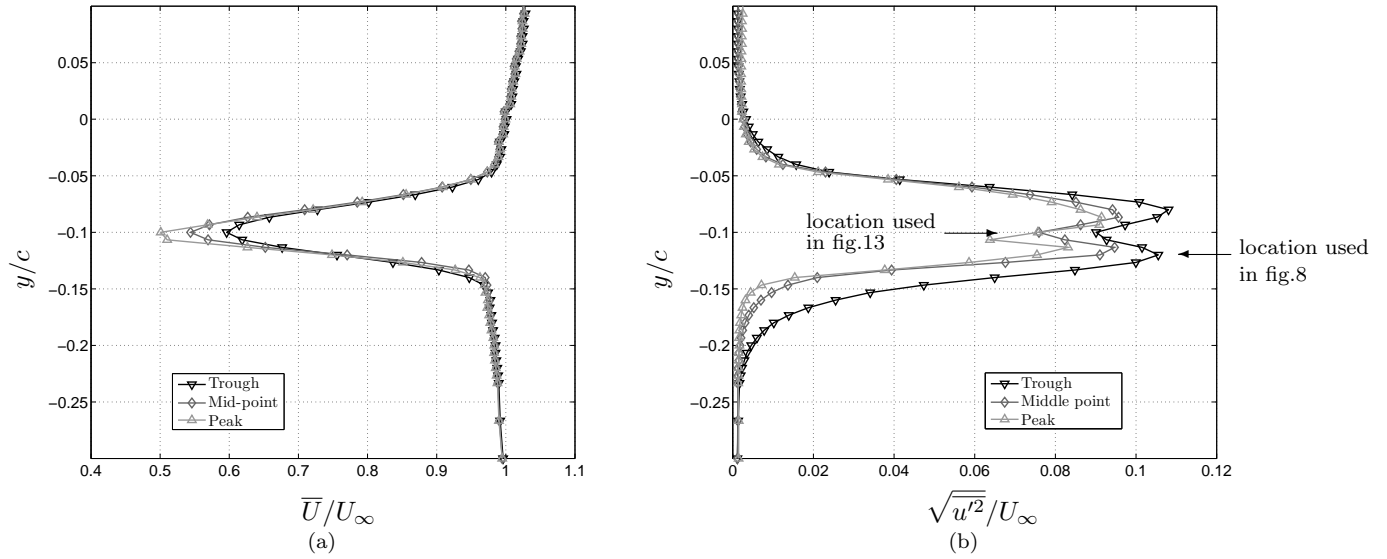 0.05
0
−0.05
−0.1
−0.15
−0.2
−0.25
y/c
0.4 0.5 0.6 0.7 0.8 0.9 1 1.1
Trough
Mid-point
Peak
U̅/U∞
(a)
0.05
0
−0.05
−0.1
−0.15
−0.2
−0.25
y/c
0 0.02 0.04 0.06 0.08 0.1 0.12
location used
in fig.13
location used
in fig.8
Trough
Middle point
Peak
√u′²/U∞
(b)